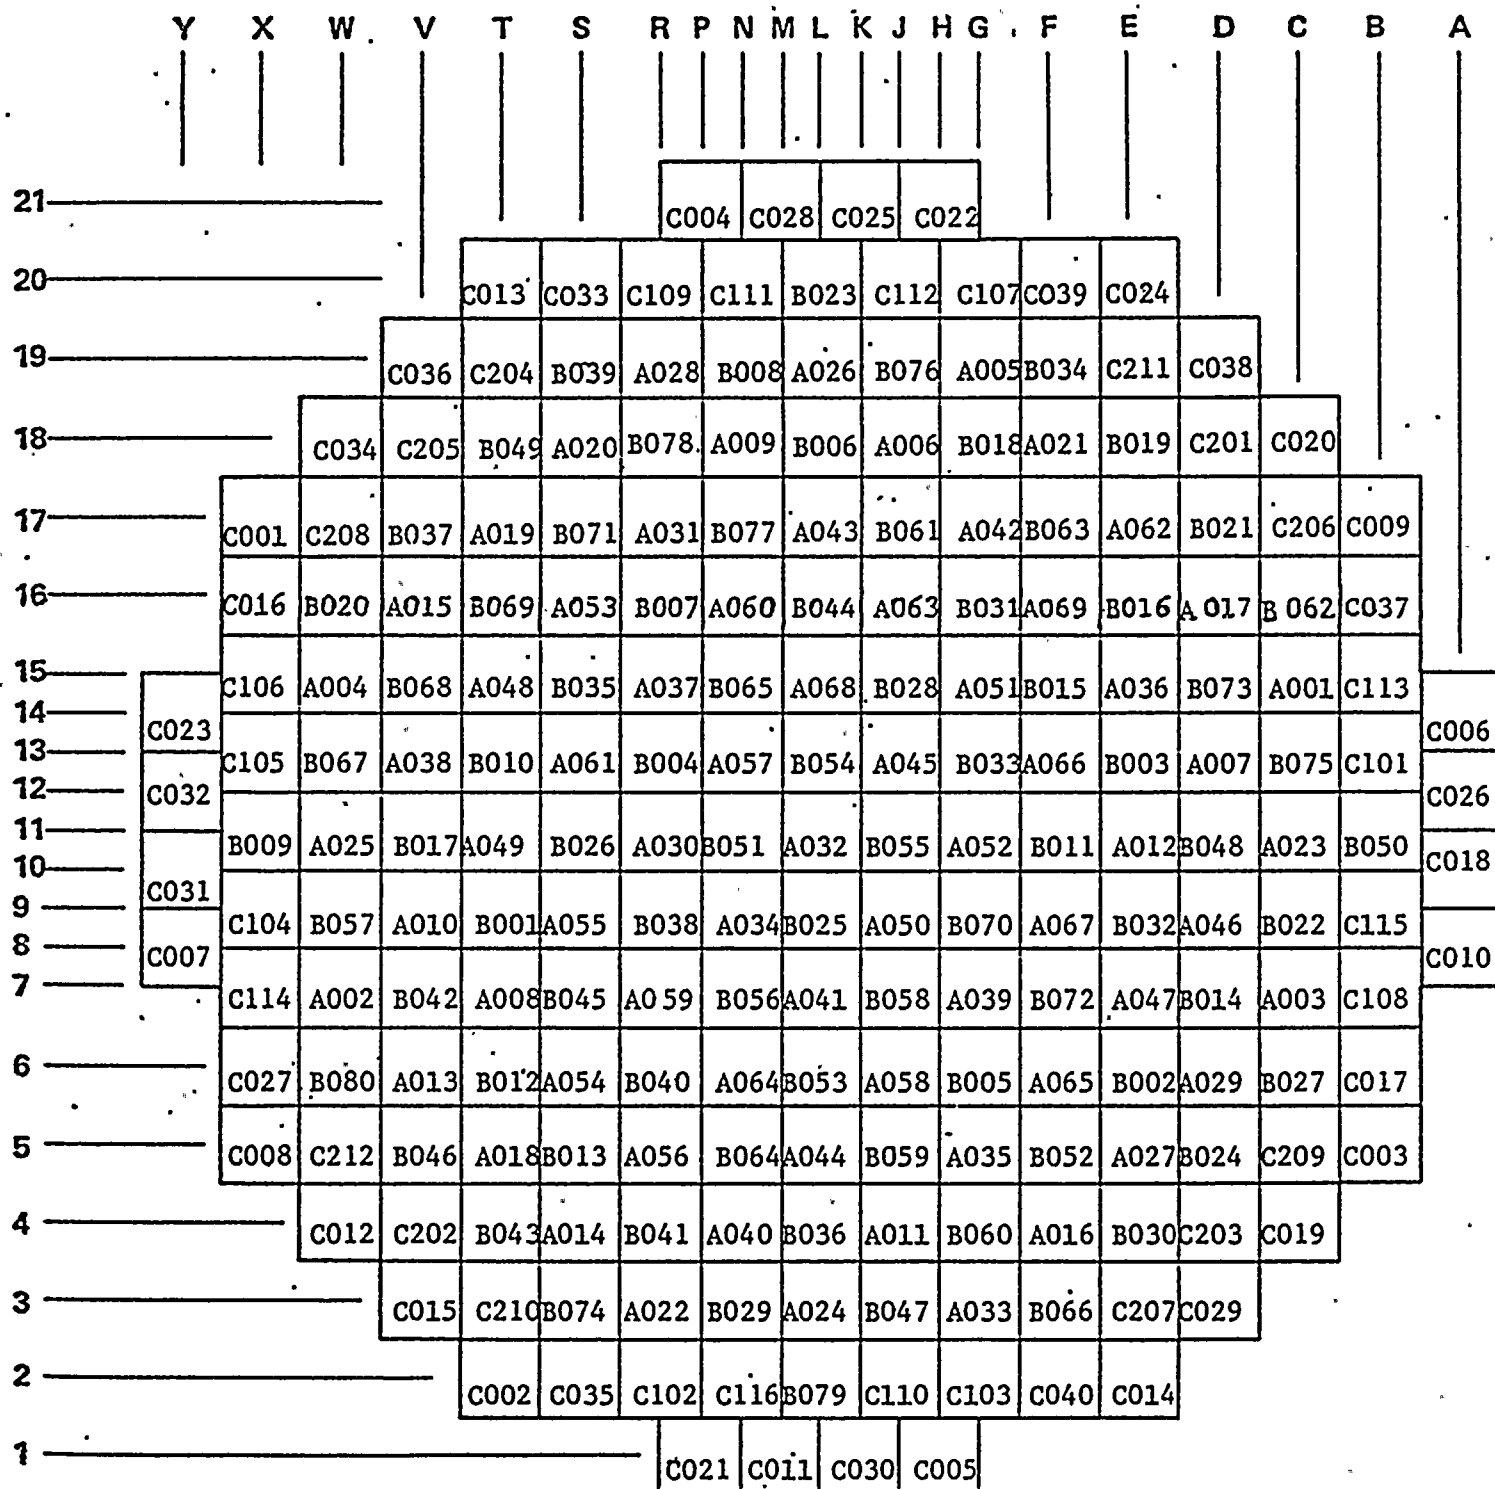 Y X W V T S R P N M L K J H G F E D C B A
21 C004 C028 C025 C022
20 C013 C033 C109 C111 B023 C112 C107 C039 C024
19 C036 C204 B039 A028 B008 A026 B076 A005 B034 C211 C038
18 C034 C205 B049 A020 B078 A009 B006 A006 B018 A021 B019 C201 C020
17 C001 C208 B037 A019 B071 A031 B077 A043 B061 A042 B063 A062 B021 C206 C009
16 C016 B020 A015 B069 A053 B007 A060 B044 A063 B031 A069 B016 A017 B062 C037
15 C106 A004 B068 A048 B035 A037 B065 A068 B028 A051 B015 A036 B073 A001 C113
14 C023 C006
13 C105 B067 A038 B010 A061 B004 A057 B054 A045 B033 A066 B003 A007 B075 C101
12 C032 C026
11 B009 A025 B017 A049 B026 A030 B051 A032 B055 A052 B011 A012 B048 A023 B050 C018
10 C031
9 C104 B057 A010 B001 A055 B038 A034 B025 A050 B070 A067 B032 A046 B022 C115
8 C007 C010
7 C114 A002 B042 A008 B045 A059 B056 A041 B058 A039 B072 A047 B014 A003 C108
6 C027 B080 A013 B012 A054 B040 A064 B053 A058 B005 A065 B002 A029 B027 C017
5 C008 C212 B046 A018 B013 A056 B064 A044 B059 A035 B052 A027 B024 C209 C003
4 C012 C202 B043 A014 B041 A040 B036 A011 B060 A016 B030 C203 C019
3 C015 C210 B074 A022 B029 A024 B047 A033 B066 C207 C029
2 C002 C035 C102 C116 B079 C110 C103 C040 C014
1 C021 C011 C030 C005